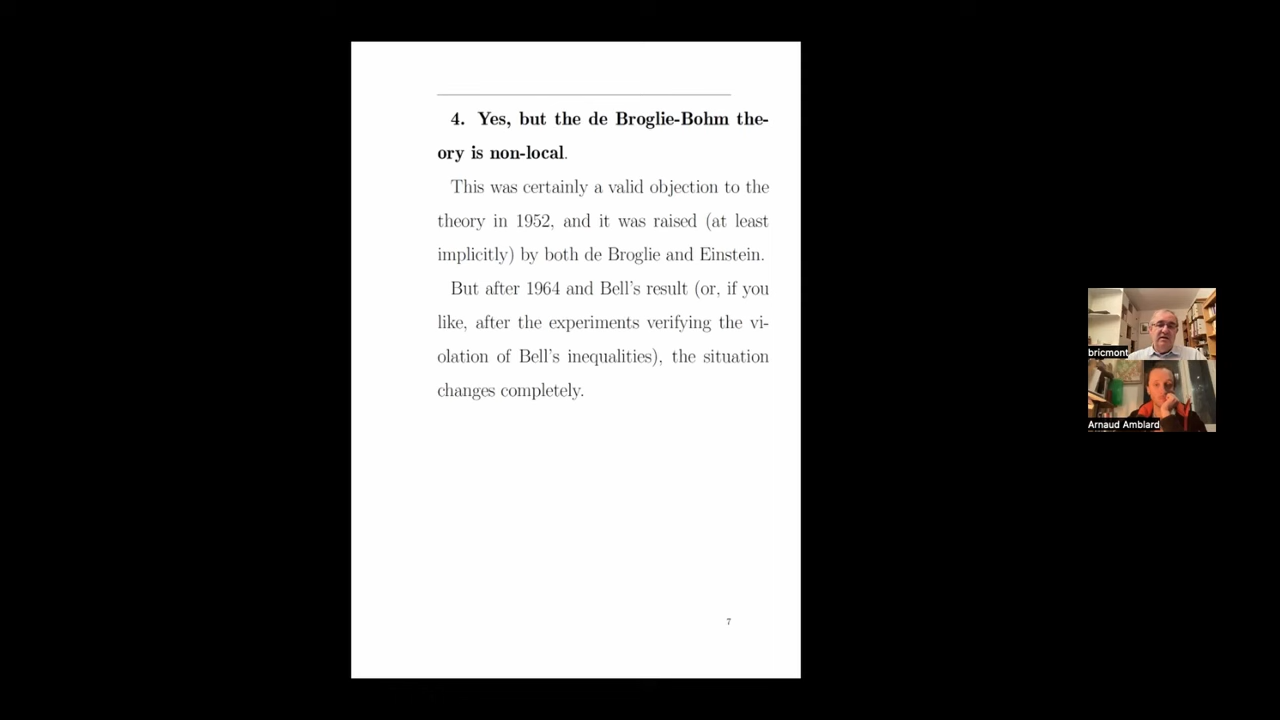 4. Yes, but the de Broglie-Bohm the-
ory is non-local.
This was certainly a valid objection to the
theory in 1952, and it was raised (at least
implicitly) by both de Broglie and Einstein.
But after 1964 and Bell's result (or, if you
like, after the experiments verifying the vi-
olation of Bell's inequalities), the situation
changes completely.
7
bricmont
Arnaud Amblard